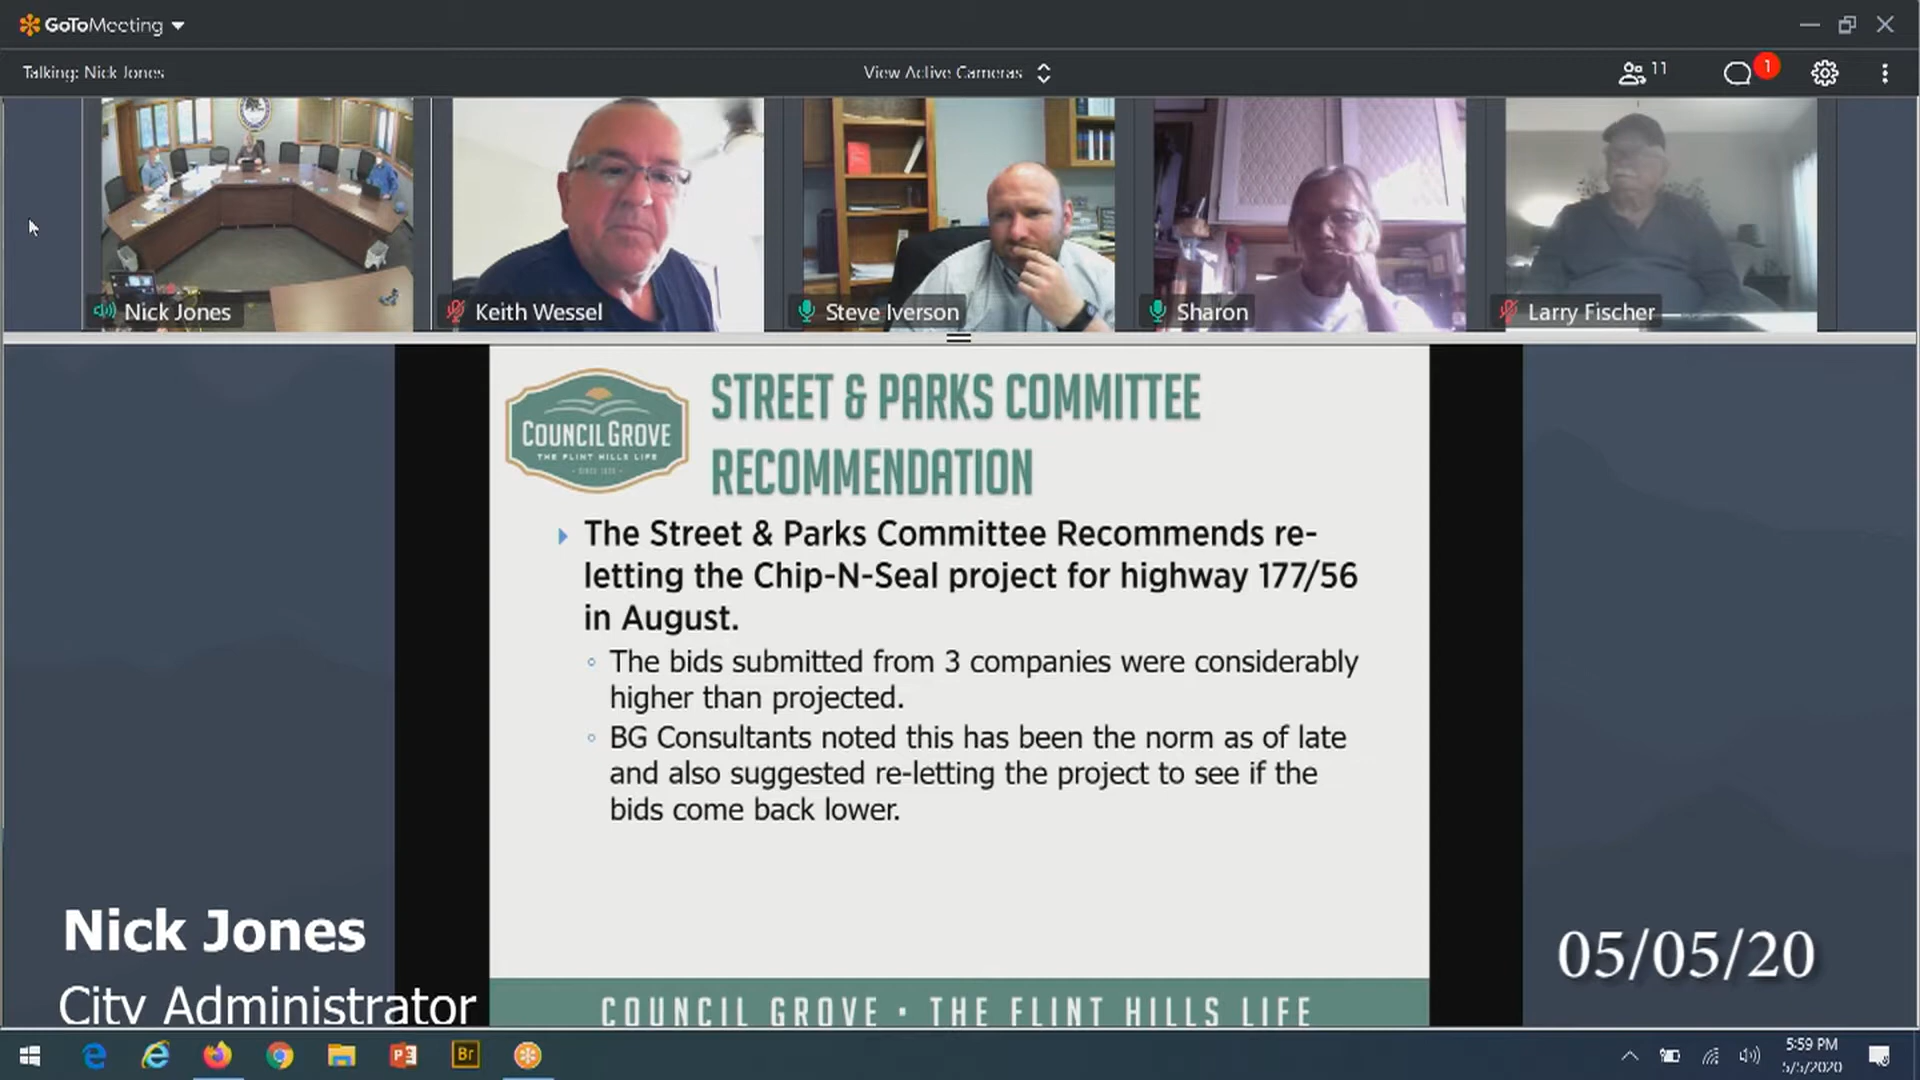 GoToMeeting
Talking: Nick Jones
View Active Cameras
11
1
Nick Jones
Keith Wessel
Steve Iverson
Sharon
Larry Fischer
COUNCIL GROVE
THE FLINT HILLS LIFE
STREET & PARKS COMMITTEE
RECOMMENDATION
The Street & Parks Committee Recommends re-
letting the Chip-N-Seal project for highway 177/56
in August.
The bids submitted from 3 companies were considerably
higher than projected.
BG Consultants noted this has been the norm as of late
and also suggested re-letting the project to see if the
bids come back lower.
Nick Jones
City Administrator
05/05/20
COUNCIL GROVE • THE FLINT HILLS LIFE
Br
5:59 PM
5/5/2020